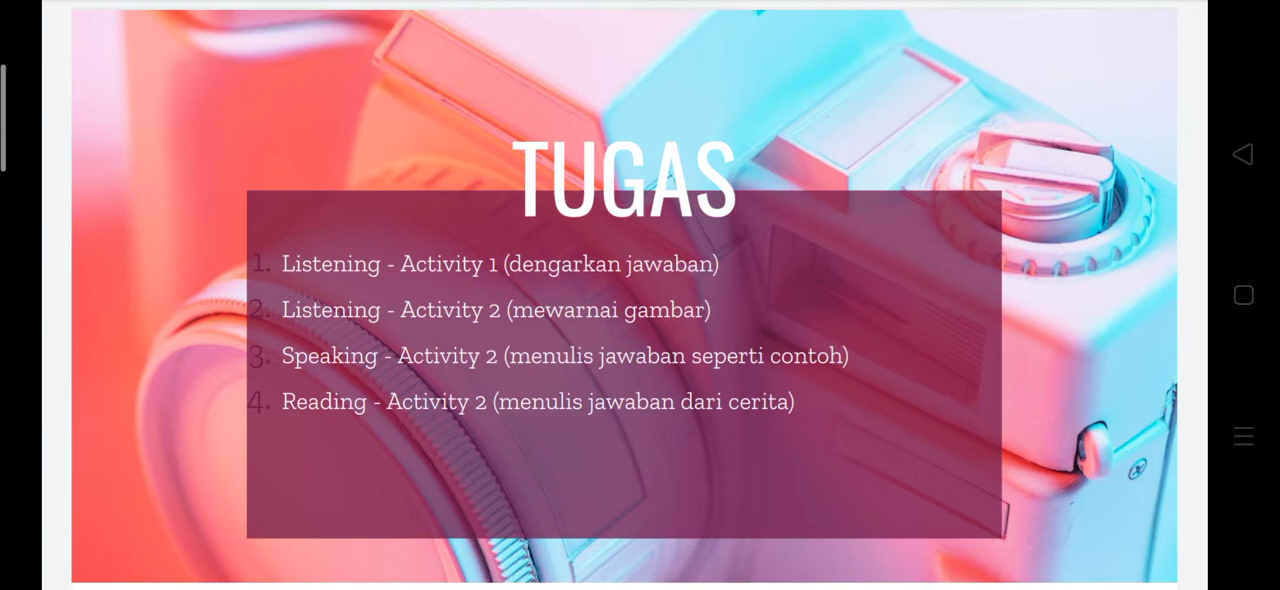 TUGAS
1. Listening - Activity 1 (dengarkan jawaban)
2. Listening - Activity 2 (mewarnai gambar)
3. Speaking - Activity 2 (menulis jawaban seperti contoh)
4. Reading - Activity 2 (menulis jawaban dari cerita)